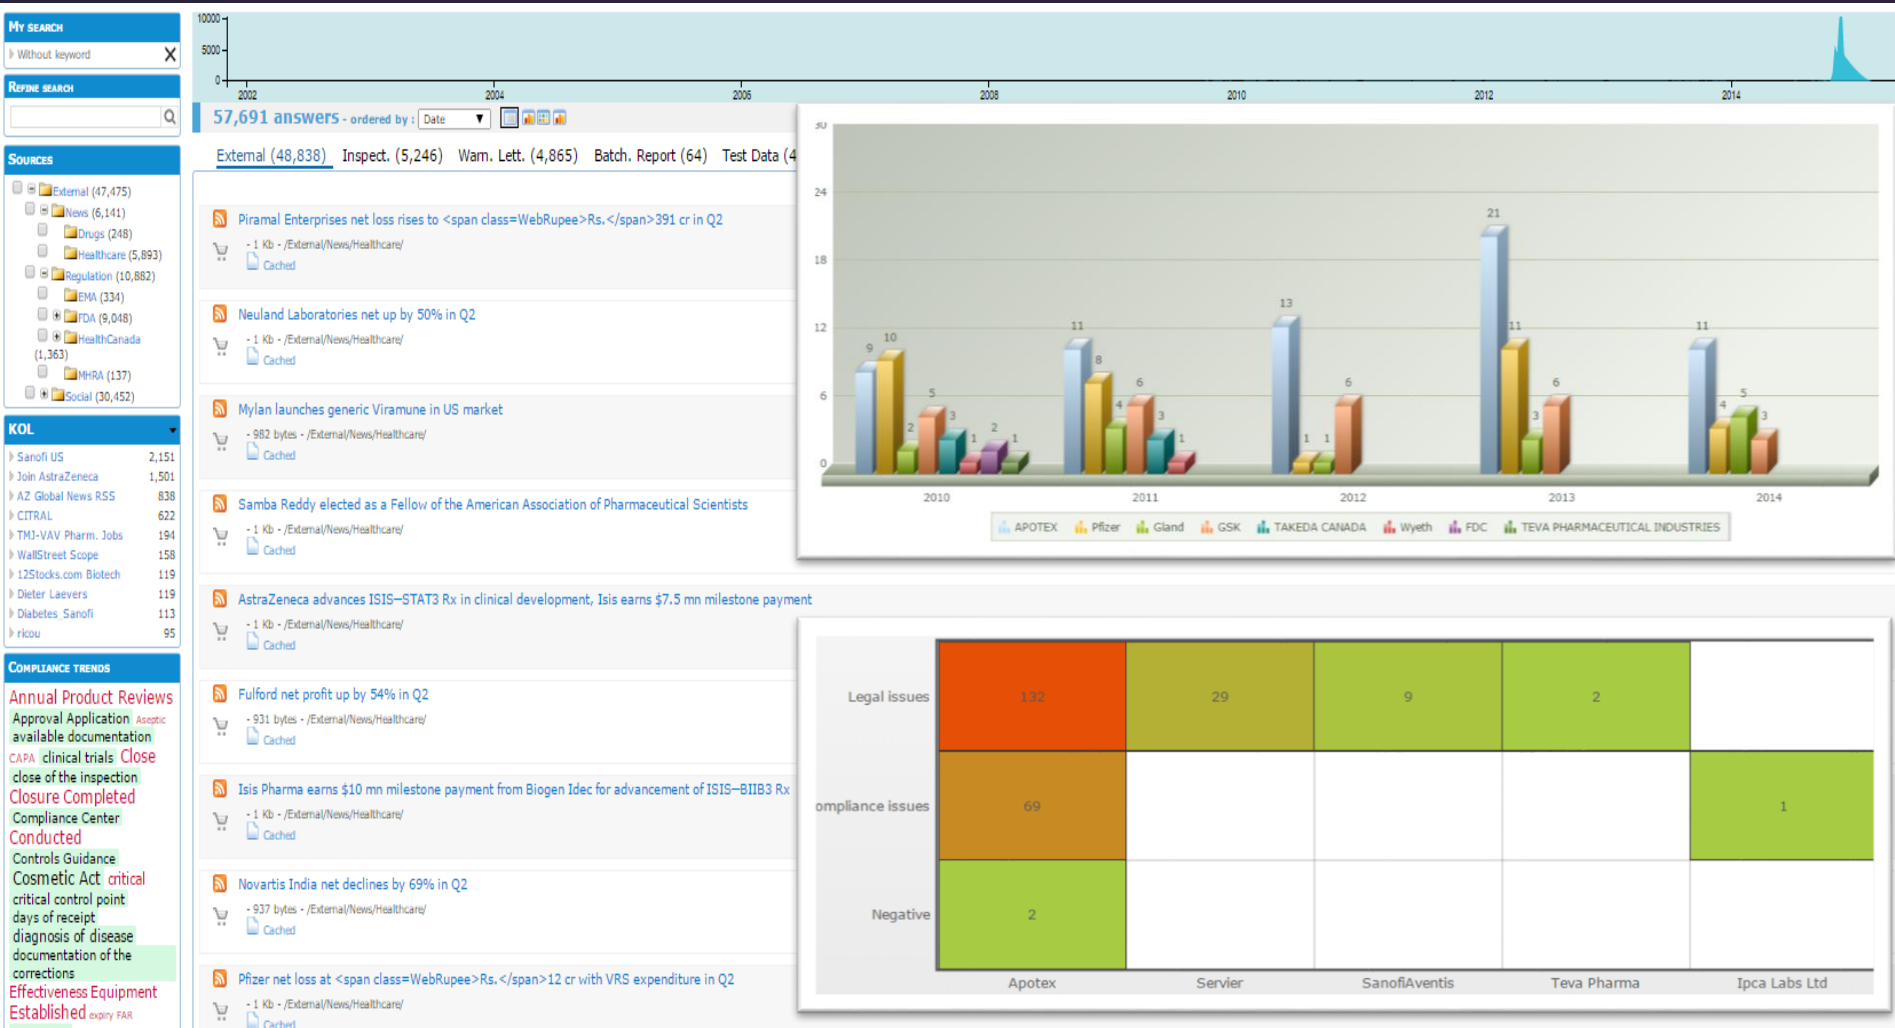 MY SEARCH
Without keyword
REFINE SEARCH
SOURCES
External (47,475)
News (6,141)
Drugs (248)
Healthcare (5,893)
Regulation (10,882)
EMA (334)
FDA (9,048)
HealthCanada
(1,363)
MHRA (137)
Social (30,452)
KOL
Sanofi US 2,151
Join AstraZeneca 1,501
AZ Global News RSS 838
CITRAL 622
TMJ-VAV Pharm. Jobs 194
WallStreet Scope 158
12Stocks.com Biotech 119
Dieter Laevers 119
Diabetes_Sanofi 113
ricou 95
COMPLIANCE TRENDS
Annual Product Reviews
Approval Application Aseptic
available documentation
CAPA clinical trials Close
close of the inspection
Closure Completed
Compliance Center
Conducted
Controls Guidance
Cosmetic Act critical
critical control point
days of receipt
diagnosis of disease
documentation of the
corrections
Effectiveness Equipment
Established expiry FAR
10000
5000
0
2002 2004 2006 2008 2010 2012 2014
57,691 answers - ordered by : Date
External (48,838) Inspect. (5,246) Warn. Lett. (4,865) Batch. Report (64) Test Data (4
Piramal Enterprises net loss rises to <span class=WebRupee>Rs.</span>391 cr in Q2
- 1 Kb - /External/News/Healthcare/
Cached
Neuland Laboratories net up by 50% in Q2
- 1 Kb - /External/News/Healthcare/
Cached
Mylan launches generic Viramune in US market
- 982 bytes - /External/News/Healthcare/
Cached
Samba Reddy elected as a Fellow of the American Association of Pharmaceutical Scientists
- 1 Kb - /External/News/Healthcare/
Cached
AstraZeneca advances ISIS—STAT3 Rx in clinical development, Isis earns $7.5 mn milestone payment
- 1 Kb - /External/News/Healthcare/
Cached
Fulford net profit up by 54% in Q2
- 931 bytes - /External/News/Healthcare/
Cached
Isis Pharma earns $10 mn milestone payment from Biogen Idec for advancement of ISIS—BIIB3 Rx
- 1 Kb - /External/News/Healthcare/
Cached
Novartis India net declines by 69% in Q2
- 937 bytes - /External/News/Healthcare/
Cached
Pfizer net loss at <span class=WebRupee>Rs.</span>12 cr with VRS expenditure in Q2
- 1 Kb - /External/News/Healthcare/
Cached
30
24
18
12
6
0
9 10 2 5 3 1 2 1
11 8 4 6 3 1
13 1 1 6
21 11 3 6
11 4 5 3
2010 2011 2012 2013 2014
APOTEX Pfizer Gland GSK TAKEDA CANADA Wyeth FDC TEVA PHARMACEUTICAL INDUSTRIES
Legal issues 132 29 9 2
ompliance issues 69 1
Negative 2
Apotex Servier SanofiAventis Teva Pharma Ipca Labs Ltd